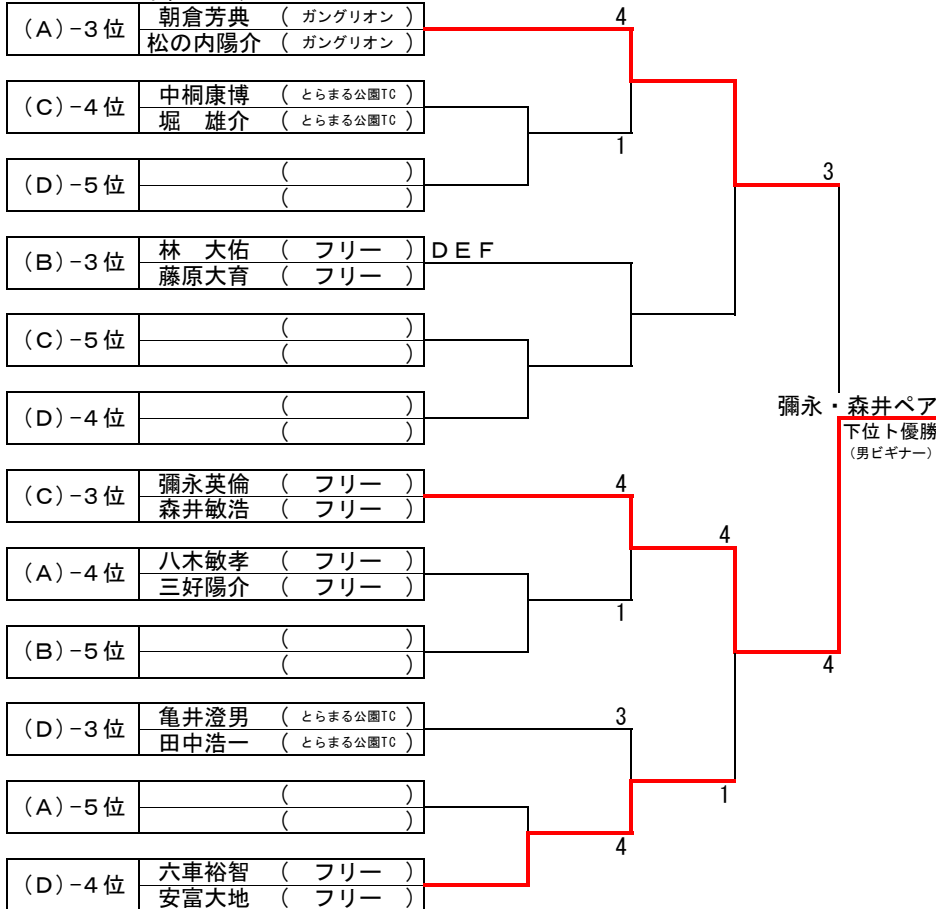 朝倉芳典 ( ガングリオン ) 4
(A)-3位
松の内陽介 ( ガングリオン )
中桐康博 ( とらまる公園TC )
(C)-4位
堀 雄介 ( とらまる公園TC )
1
( )
(D)-5位 3
( )
林 大佑 ( フリー ) DEF
(B)-3位
藤原大育 ( フリー )
( )
(C)-5位
( )
( )
彌永・森井ペア
(D)-4位
( )
下位ト優勝
(男ビギナー)
彌永英倫 ( フリー ) 4
(C)-3位
森井敏浩 ( フリー )
4
八木敏孝 ( フリー )
(A)-4位
三好陽介 ( フリー )
1
( )
(B)-5位
( )
4
亀井澄男 ( とらまる公園TC ) 3
(D)-3位
田中浩一 ( とらまる公園TC )
( )
1
(A)-5位
( )
4
六車裕智 ( フリー )
(D)-4位
安富大地 ( フリー )